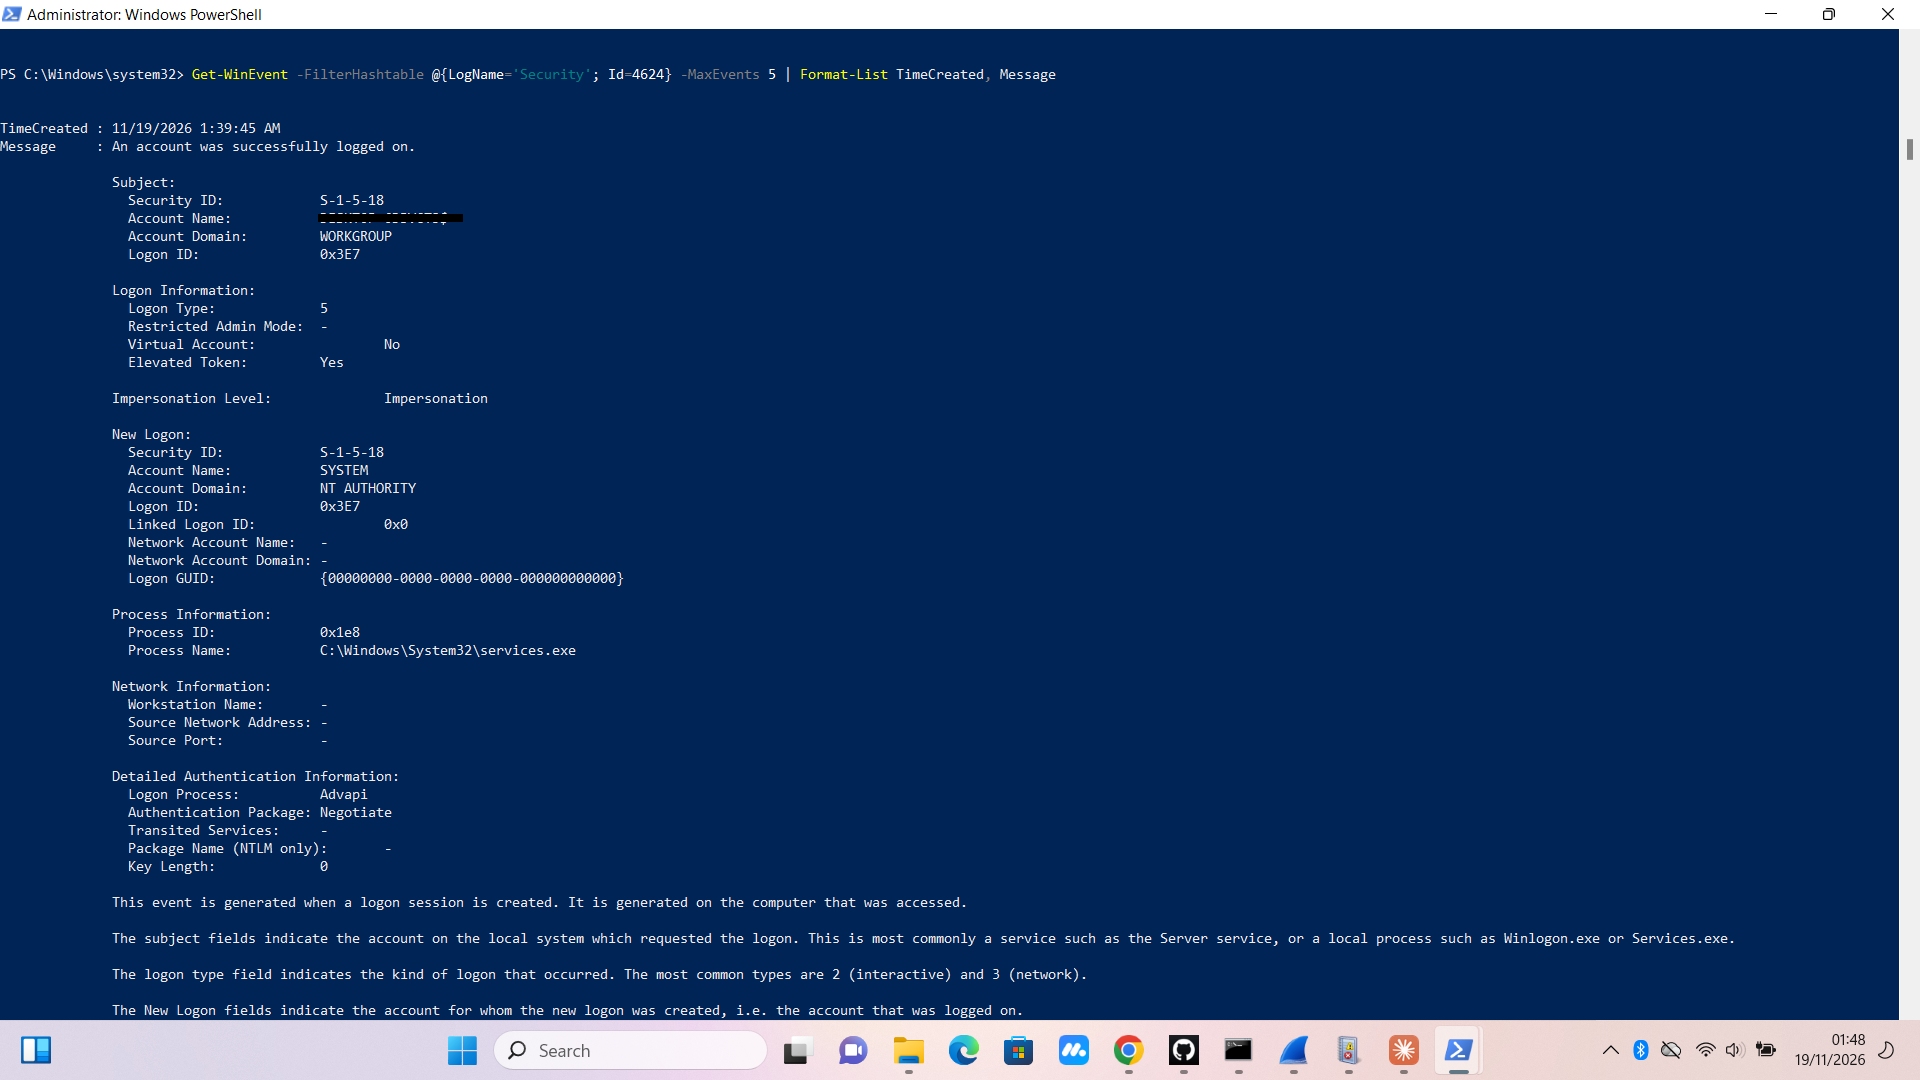 Administrator: Windows PowerShell
PS C:\Windows\system32> Get-WinEvent -FilterHashtable @{LogName='Security'; Id=4624} -MaxEvents 5 | Format-List TimeCreated, Message
TimeCreated : 11/19/2026 1:39:45 AM
Message : An account was successfully logged on.
Subject:
Security ID: S-1-5-18
Account Name:
Account Domain: WORKGROUP
Logon ID: 0x3E7
Logon Information:
Logon Type: 5
Restricted Admin Mode: -
Virtual Account: No
Elevated Token: Yes
Impersonation Level: Impersonation
New Logon:
Security ID: S-1-5-18
Account Name: SYSTEM
Account Domain: NT AUTHORITY
Logon ID: 0x3E7
Linked Logon ID: 0x0
Network Account Name: -
Network Account Domain: -
Logon GUID: {00000000-0000-0000-0000-000000000000}
Process Information:
Process ID: 0x1e8
Process Name: C:\Windows\System32\services.exe
Network Information:
Workstation Name: -
Source Network Address: -
Source Port: -
Detailed Authentication Information:
Logon Process: Advapi
Authentication Package: Negotiate
Transited Services: -
Package Name (NTLM only): -
Key Length: 0
This event is generated when a logon session is created. It is generated on the computer that was accessed.
The subject fields indicate the account on the local system which requested the logon. This is most commonly a service such as the Server service, or a local process such as Winlogon.exe or Services.exe.
The logon type field indicates the kind of logon that occurred. The most common types are 2 (interactive) and 3 (network).
The New Logon fields indicate the account for whom the new logon was created, i.e. the account that was logged on.
Search
01:48
19/11/2026